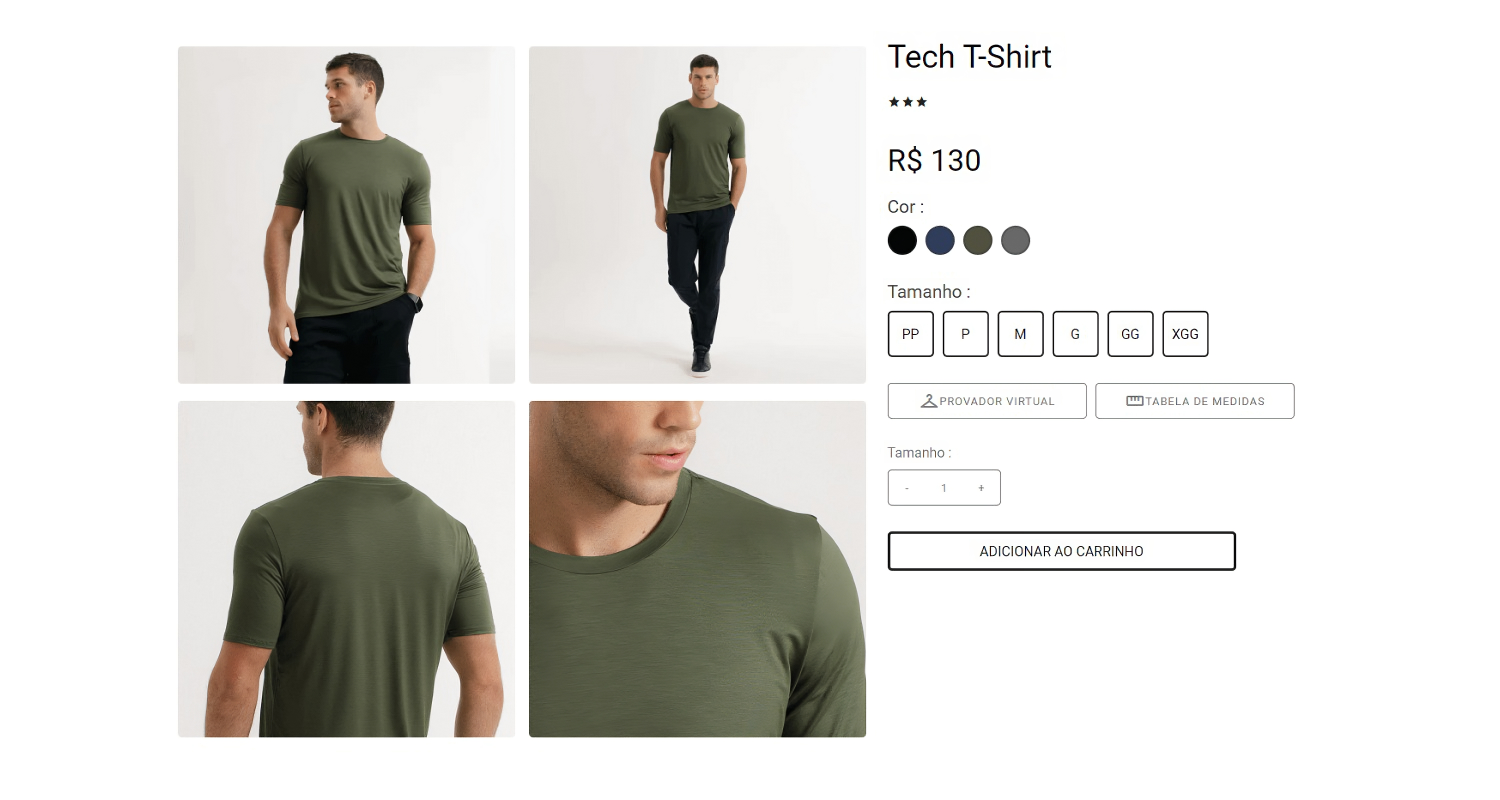 Tech T-Shirt
R$ 130
Cor :
Tamanho :
PP P M G GG XGG
PROVADOR VIRTUAL TABELA DE MEDIDAS
Tamanho :
- 1 +
ADICIONAR AO CARRINHO